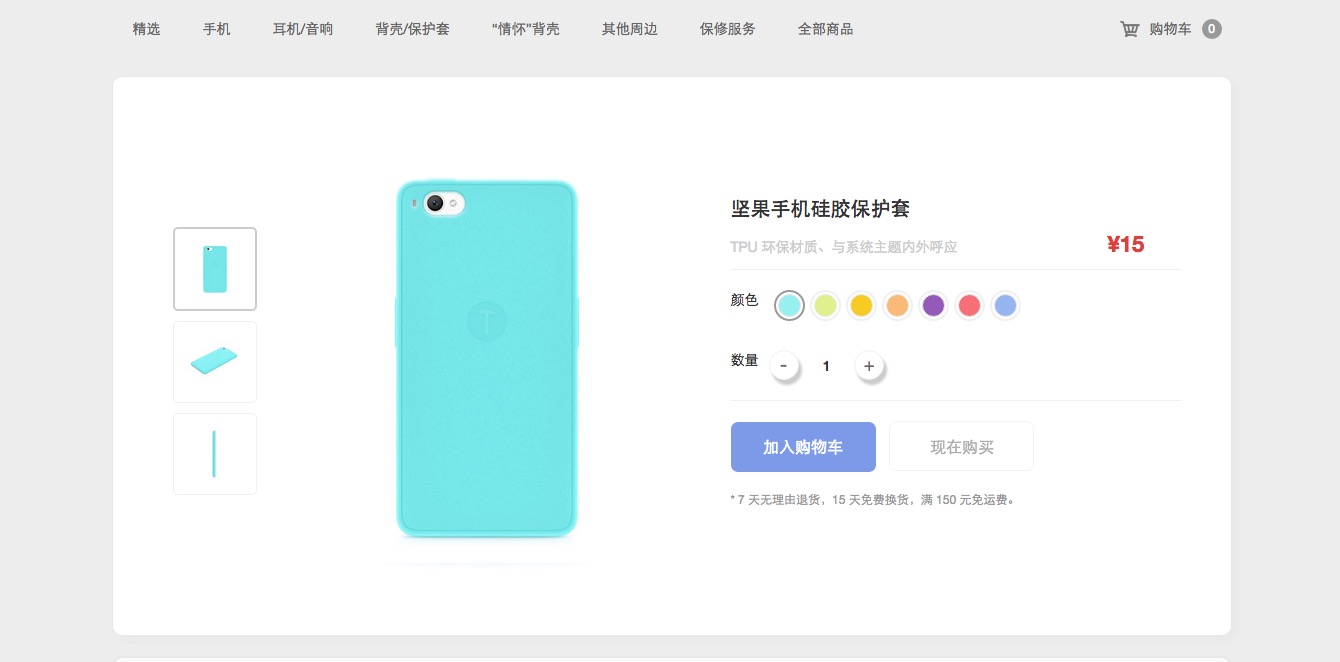 精选 手机 耳机/音响 背壳/保护套 “情怀”背壳 其他周边 保修服务 全部商品 购物车 0
坚果手机硅胶保护套
TPU 环保材质、与系统主题内外呼应 ¥15
颜色
数量 - 1 +
加入购物车 现在购买
* 7 天无理由退货，15 天免费换货，满 150 元免运费。